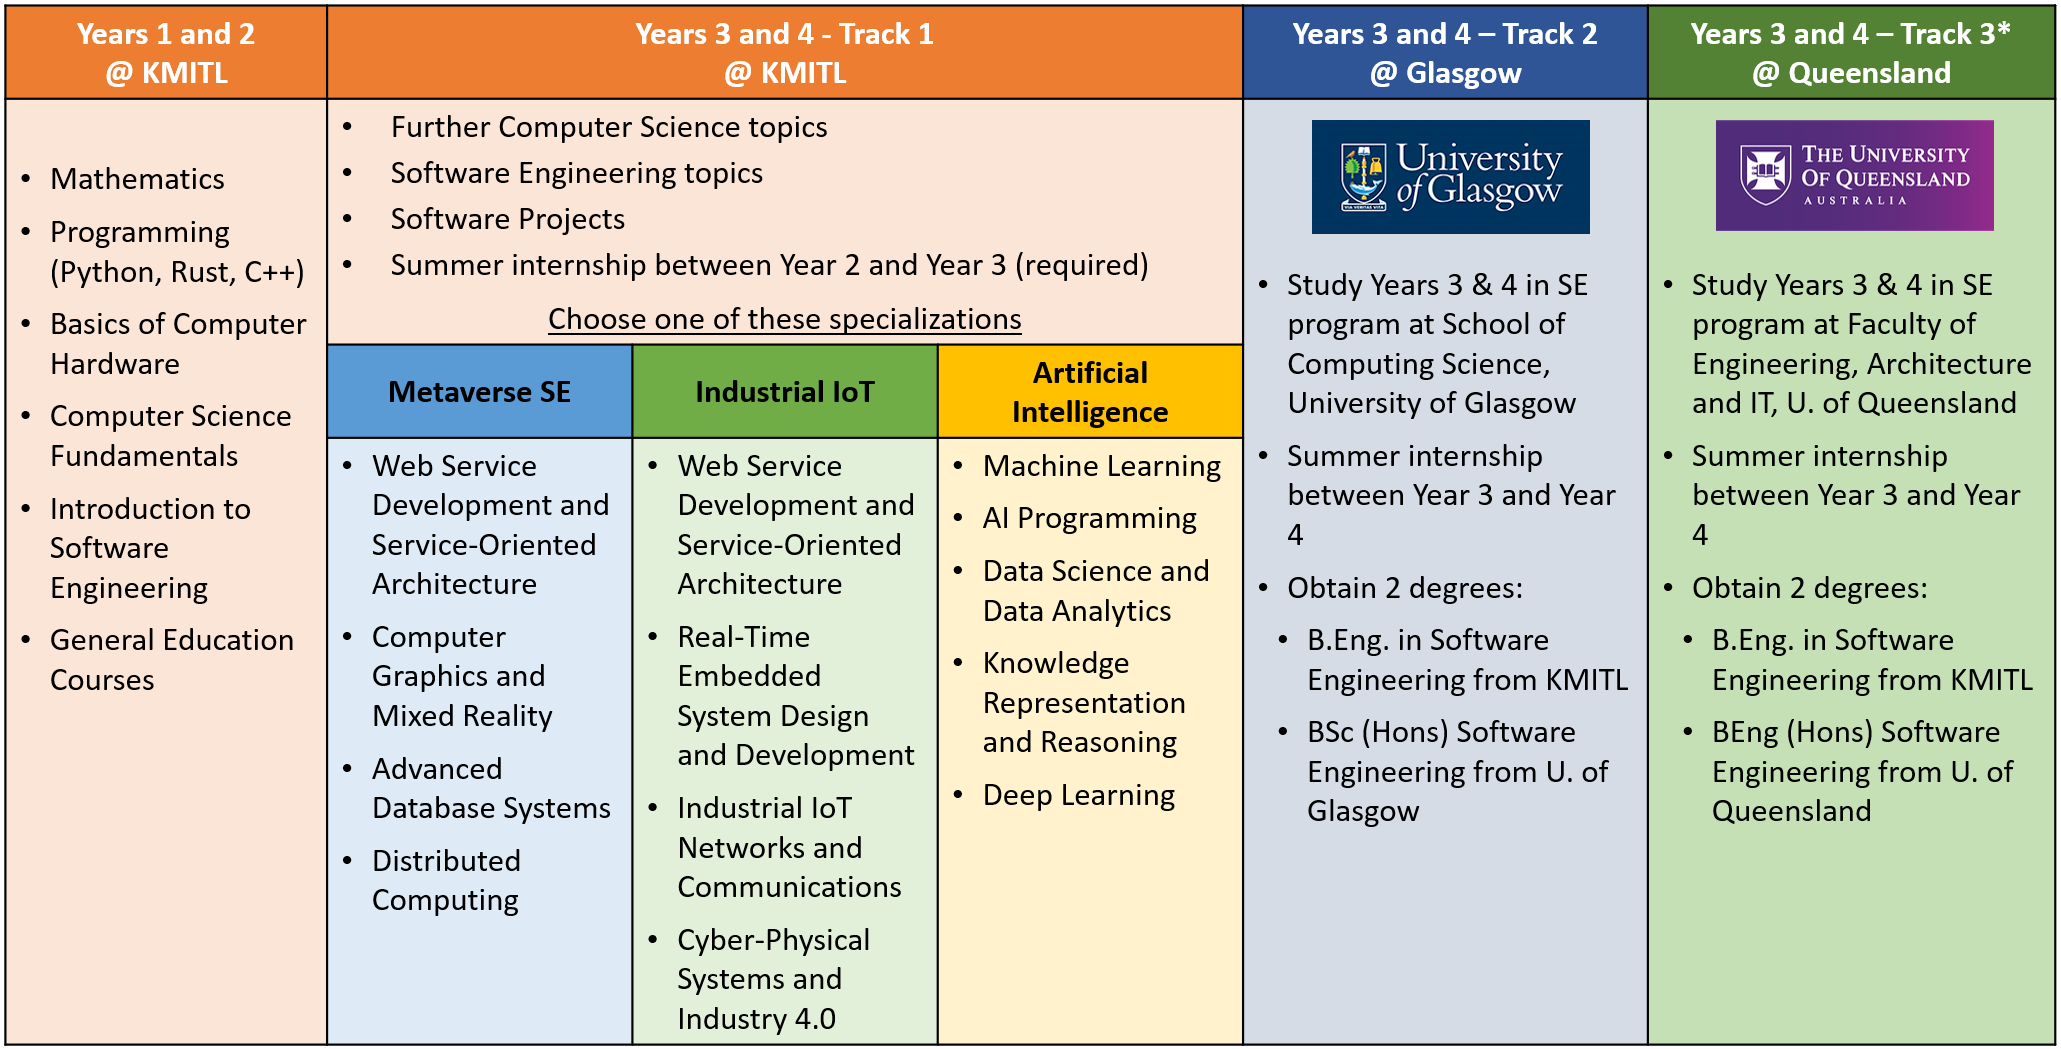 Years 1 and 2
@ KMITL
Years 3 and 4 - Track 1
@ KMITL
Years 3 and 4 – Track 2
@ Glasgow
Years 3 and 4 – Track 3*
@ Queensland
• Mathematics
• Programming
(Python, Rust, C++)
• Basics of Computer
Hardware
• Computer Science
Fundamentals
• Introduction to
Software
Engineering
• General Education
Courses
• Further Computer Science topics
• Software Engineering topics
• Software Projects
• Summer internship between Year 2 and Year 3 (required)
Choose one of these specializations
Metaverse SE
• Web Service
Development and
Service-Oriented
Architecture
• Computer
Graphics and
Mixed Reality
• Advanced
Database Systems
• Distributed
Computing
Industrial IoT
• Web Service
Development and
Service-Oriented
Architecture
• Real-Time
Embedded
System Design
and Development
• Industrial IoT
Networks and
Communications
• Cyber-Physical
Systems and
Industry 4.0
Artificial
Intelligence
• Machine Learning
• AI Programming
• Data Science and
Data Analytics
• Knowledge
Representation
and Reasoning
• Deep Learning
University
of Glasgow
VIA VERITAS VITA
• Study Years 3 & 4 in SE
program at School of
Computing Science,
University of Glasgow
• Summer internship
between Year 3 and Year
4
• Obtain 2 degrees:
• B.Eng. in Software
Engineering from KMITL
• BSc (Hons) Software
Engineering from U. of
Glasgow
THE UNIVERSITY
OF QUEENSLAND
AUSTRALIA
• Study Years 3 & 4 in SE
program at Faculty of
Engineering, Architecture
and IT, U. of Queensland
• Summer internship
between Year 3 and Year
4
• Obtain 2 degrees:
• B.Eng. in Software
Engineering from KMITL
• BEng (Hons) Software
Engineering from U. of
Queensland